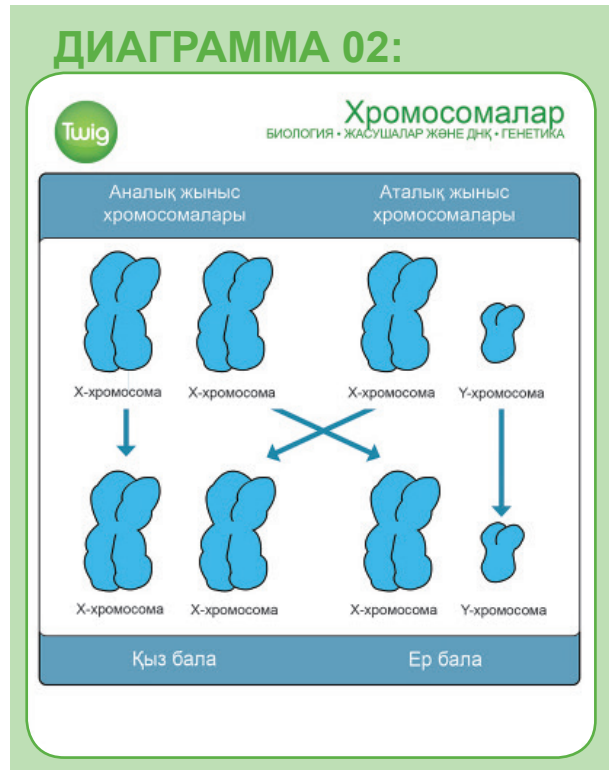 ДИАГРАММА 02:
Twig
Хромосомалар
БИОЛОГИЯ • ЖАСУШАЛАР ЖӘНЕ ДНҚ • ГЕНЕТИКА
Аналық жыныс
хромосомалары
Аталық жыныс
хромосомалары
Х-хромосома Х-хромосома Х-хромосома Y-хромосома
Х-хромосома Х-хромосома Х-хромосома Y-хромосома
Қыз бала Ер бала